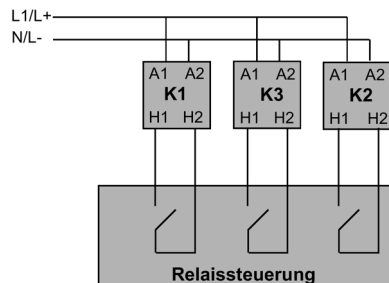 L1/L+
N/L-
A1 A2 A1 A2 A1 A2
K1 K3 K2
H1 H2 H1 H2 H1 H2
Relaissteuerung